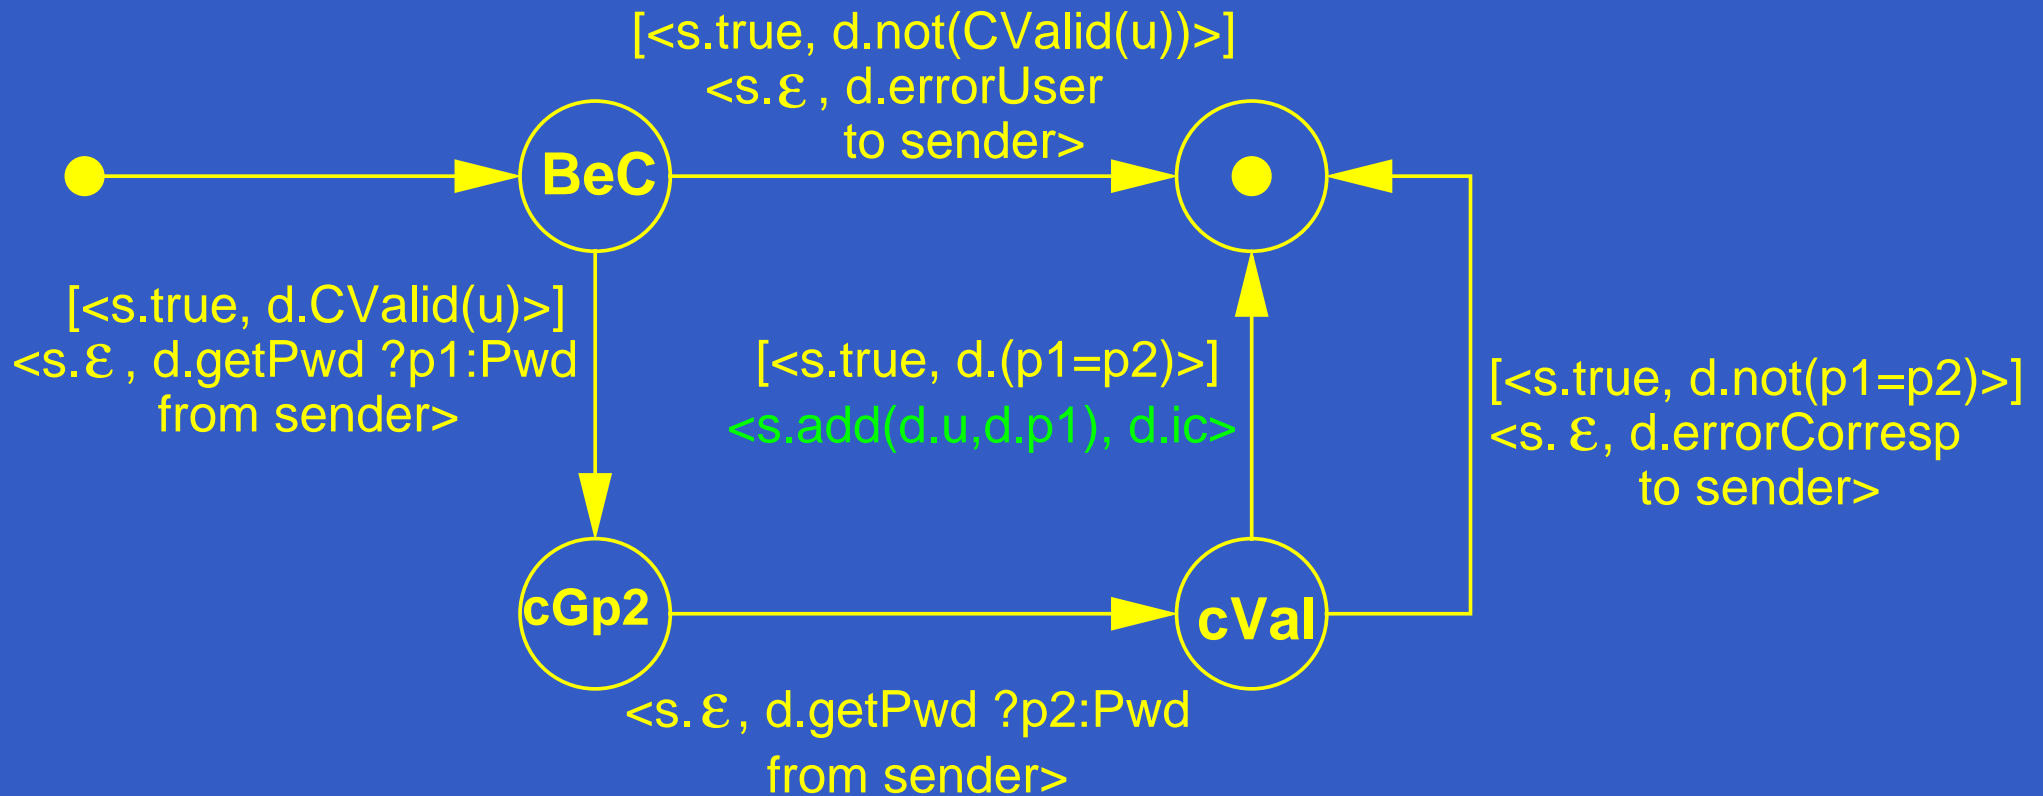 [<s.true, d.not(CValid(u))>]
<s.ε, d.errorUser
to sender>
BeC
[<s.true, d.CValid(u)>]
<s.ε, d.getPwd ?p1:Pwd
from sender>
[<s.true, d.(p1=p2)>]
<s.add(d.u,d.p1), d.ic>
[<s.true, d.not(p1=p2)>]
<s. ε, d.errorCorresp
to sender>
cGp2
cVal
<s. ε, d.getPwd ?p2:Pwd
from sender>